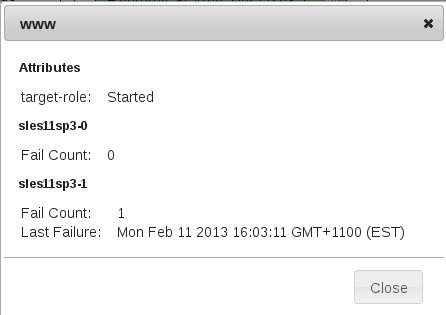 www
Attributes
target-role: Started
sles11sp3-0
Fail Count: 0
sles11sp3-1
Fail Count: 1
Last Failure: Mon Feb 11 2013 16:03:11 GMT+1100 (EST)
Close